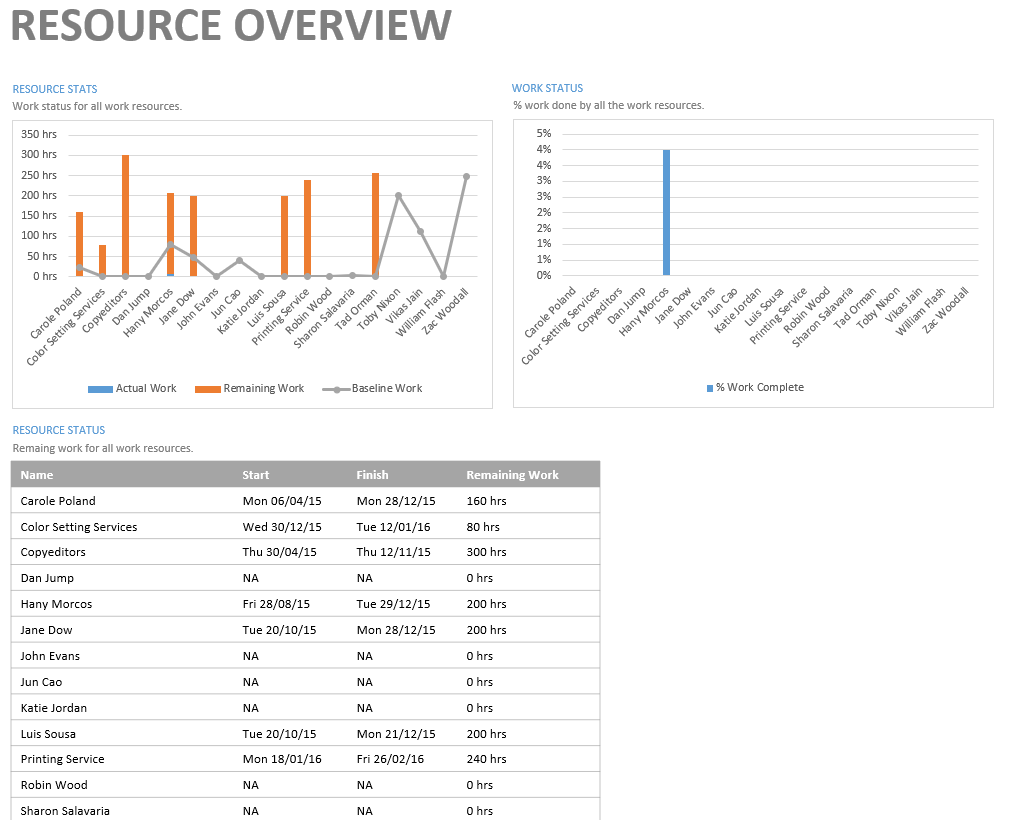 RESOURCE OVERVIEW
RESOURCE STATS
Work status for all work resources.
350 hrs
300 hrs
250 hrs
200 hrs
150 hrs
100 hrs
50 hrs
0 hrs
Carole Poland
Color Setting Services
Copyeditors
Dan Jump
Hany Morcos
Jane Dow
John Evans
Jun Cao
Katie Jordan
Luis Sousa
Printing Service
Robin Wood
Sharon Salavaria
Tad Orman
Toby Nixon
Vikas Jain
William Flash
Zac Woodall
Actual Work Remaining Work Baseline Work
WORK STATUS
% work done by all the work resources.
5%
4%
4%
3%
3%
2%
2%
1%
1%
0%
Carole Poland
Color Setting Services
Copyeditors
Dan Jump
Hany Morcos
Jane Dow
John Evans
Jun Cao
Katie Jordan
Luis Sousa
Printing Service
Robin Wood
Sharon Salavaria
Tad Orman
Toby Nixon
Vikas Jain
William Flash
Zac Woodall
% Work Complete
RESOURCE STATUS
Remaing work for all work resources.
Name Start Finish Remaining Work
Carole Poland Mon 06/04/15 Mon 28/12/15 160 hrs
Color Setting Services Wed 30/12/15 Tue 12/01/16 80 hrs
Copyeditors Thu 30/04/15 Thu 12/11/15 300 hrs
Dan Jump NA NA 0 hrs
Hany Morcos Fri 28/08/15 Tue 29/12/15 200 hrs
Jane Dow Tue 20/10/15 Mon 28/12/15 200 hrs
John Evans NA NA 0 hrs
Jun Cao NA NA 0 hrs
Katie Jordan NA NA 0 hrs
Luis Sousa Tue 20/10/15 Mon 21/12/15 200 hrs
Printing Service Mon 18/01/16 Fri 26/02/16 240 hrs
Robin Wood NA NA 0 hrs
Sharon Salavaria NA NA 0 hrs